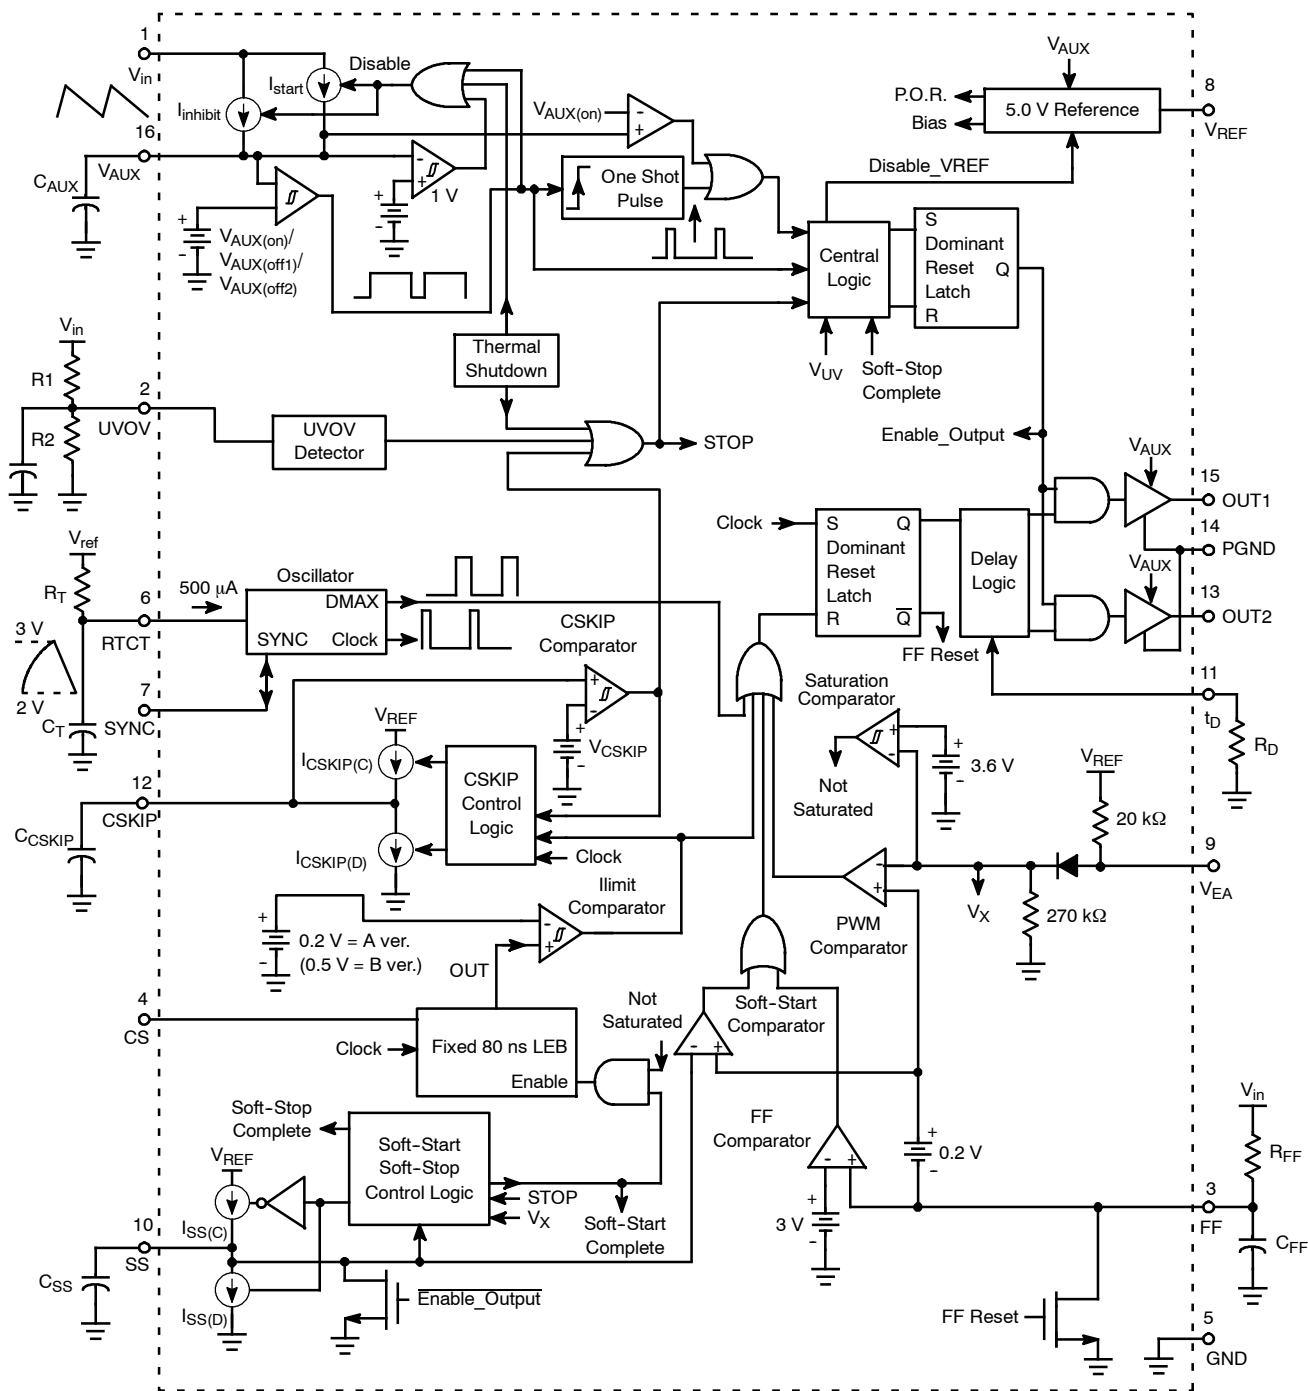 1
Vin
Disable
Istart
Iinhibit
16
VAUX
CAUX
+
-
VAUX(on)/
VAUX(off1)/
VAUX(off2)
-
+
1 V
+
-
VAUX(on)
-
+
One Shot
Pulse
VAUX
P.O.R.
Bias
5.0 V Reference
8
VREF
Disable_VREF
Central
Logic
S
Dominant
Reset
Latch
R
Q
VUV
Soft-Stop
Complete
Thermal
Shutdown
Vin
R1
R2
2
UVOV
UVOV
Detector
STOP
Enable_Output
VAUX
15
OUT1
14
PGND
VAUX
13
OUT2
Clock
S
Q
Dominant
Reset
Latch
R
Q
Delay
Logic
FF Reset
11
tD
RD
Vref
RT
6
RTCT
500 μA
3 V
2 V
CT
7
SYNC
Oscillator
DMAX
SYNC
Clock
CSKIP
Comparator
+
-
+
-
VCSKIP
VREF
ICSKIP(C)
ICSKIP(D)
CSKIP
Control
Logic
Clock
12
CSKIP
CCSKIP
Saturation
Comparator
+
-
+
-
3.6 V
Not
Saturated
VREF
20 kΩ
9
VEA
270 kΩ
VX
-
+
PWM
Comparator
Ilimit
Comparator
-
+
+
-
0.2 V = A ver.
(0.5 V = B ver.)
OUT
4
CS
Clock
Fixed 80 ns LEB
Enable
Not
Saturated
Soft-Start
Comparator
-
+
Soft-Stop
Complete
Soft-Start
Soft-Stop
Control Logic
STOP
VX
Soft-Start
Complete
VREF
ISS(C)
ISS(D)
10
SS
CSS
Enable_Output
FF
Comparator
-
+
+
-
3 V
+
-
0.2 V
Vin
RFF
3
FF
CFF
FF Reset
5
GND